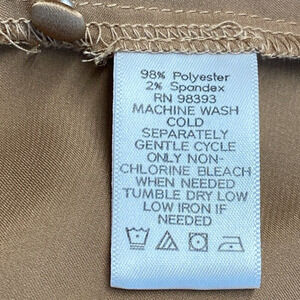 98% Polyester
2% Spandex
RN 98393
MACHINE WASH
COLD
SEPARATELY
GENTLE CYCLE
ONLY NON-
CHLORINE BLEACH
WHEN NEEDED
TUMBLE DRY LOW
LOW IRON IF
NEEDED